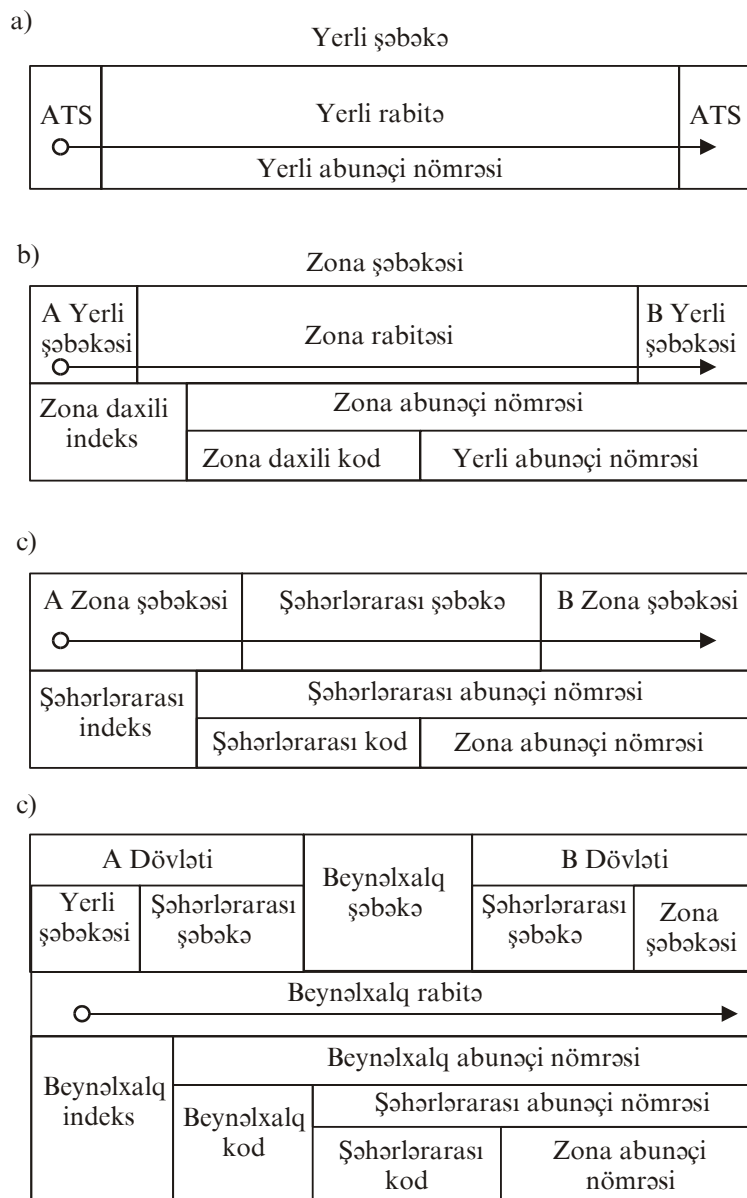 a)
Yerli şəbəkə
ATS
Yerli rabitə
ATS
Yerli abunəçi nömrəsi
b)
Zona şəbəkəsi
A Yerli
şəbəkəsi
Zona rabitəsi
B Yerli
şəbəkəsi
Zona daxili
indeks
Zona abunəçi nömrəsi
Zona daxili kod
Yerli abunəçi nömrəsi
c)
A Zona şəbəkəsi
Şəhərlərarası şəbəkə
B Zona şəbəkəsi
Şəhərlərarası
indeks
Şəhərlərarası abunəçi nömrəsi
Şəhərlərarası kod
Zona abunəçi nömrəsi
c)
A Dövləti
Beynəlxalq
şəbəkə
B Dövləti
Yerli
şəbəkəsi
Şəhərlərarası
şəbəkə
Şəhərlərarası
şəbəkə
Zona
şəbəkəsi
Beynəlxalq rabitə
Beynəlxalq
indeks
Beynəlxalq abunəçi nömrəsi
Beynəlxalq
kod
Şəhərlərarası abunəçi nömrəsi
Şəhərlərarası
kod
Zona abunəçi
nömrəsi